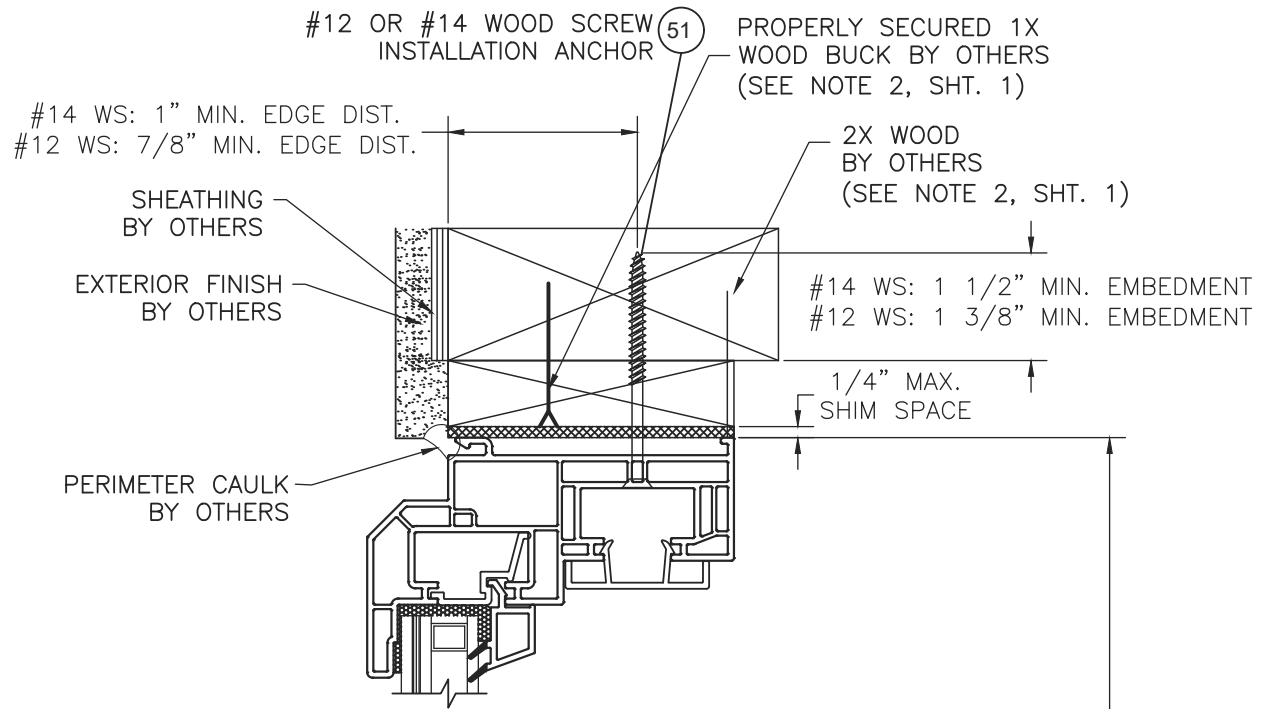 #12 OR #14 WOOD SCREW
INSTALLATION ANCHOR
51
PROPERLY SECURED 1X
WOOD BUCK BY OTHERS
(SEE NOTE 2, SHT. 1)
#14 WS: 1” MIN. EDGE DIST.
#12 WS: 7/8” MIN. EDGE DIST.
2X WOOD
BY OTHERS
(SEE NOTE 2, SHT. 1)
SHEATHING
BY OTHERS
EXTERIOR FINISH
BY OTHERS
#14 WS: 1 1/2” MIN. EMBEDMENT
#12 WS: 1 3/8” MIN. EMBEDMENT
1/4” MAX.
SHIM SPACE
PERIMETER CAULK
BY OTHERS